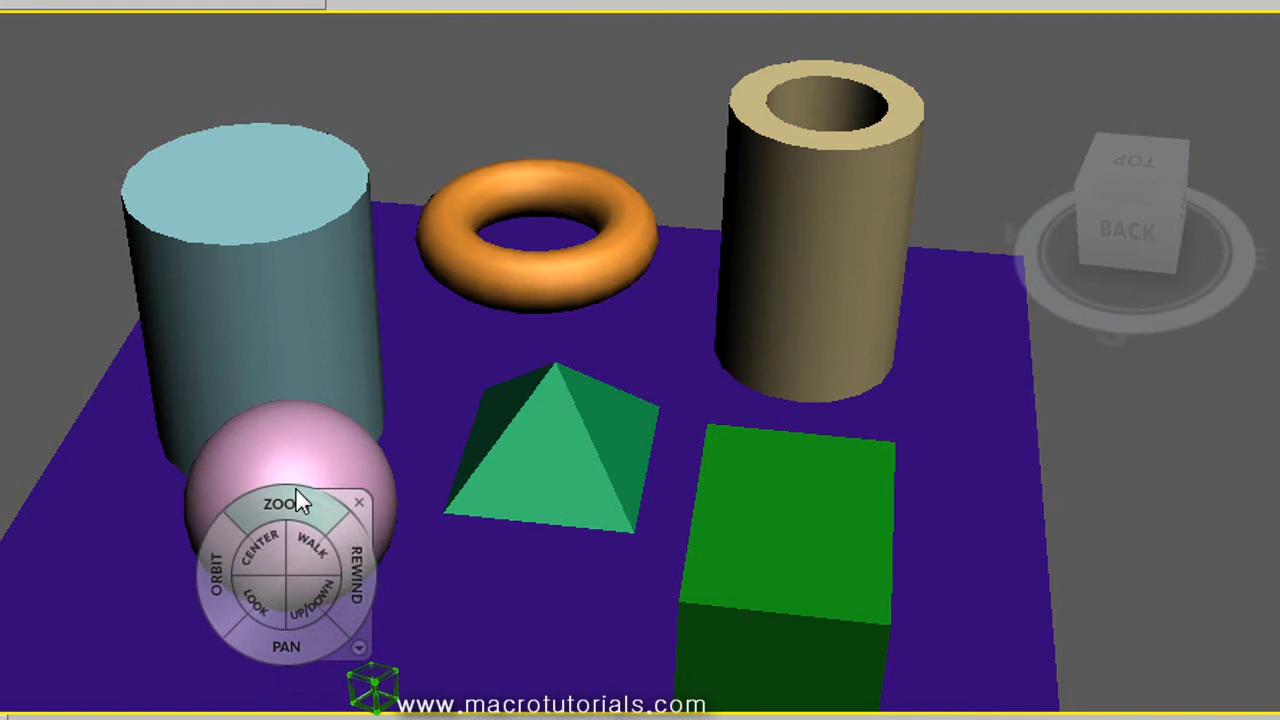 TOP
BACK
S
ZOO
CENTER
WALK
ORBIT
REWIND
LOOK
UP/DOWN
PAN
www.macrotutorials.com